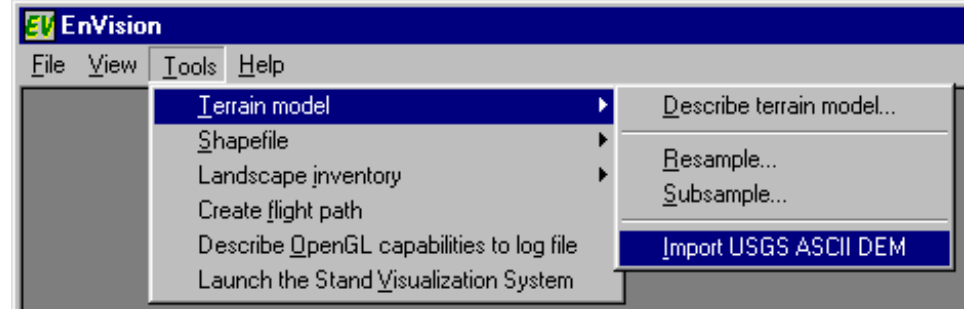 EV EnVision
File View Tools Help
Terrain model
Shapefile
Landscape inventory
Create flight path
Describe OpenGL capabilities to log file
Launch the Stand Visualization System
Describe terrain model...
Resample...
Subsample...
Import USGS ASCII DEM